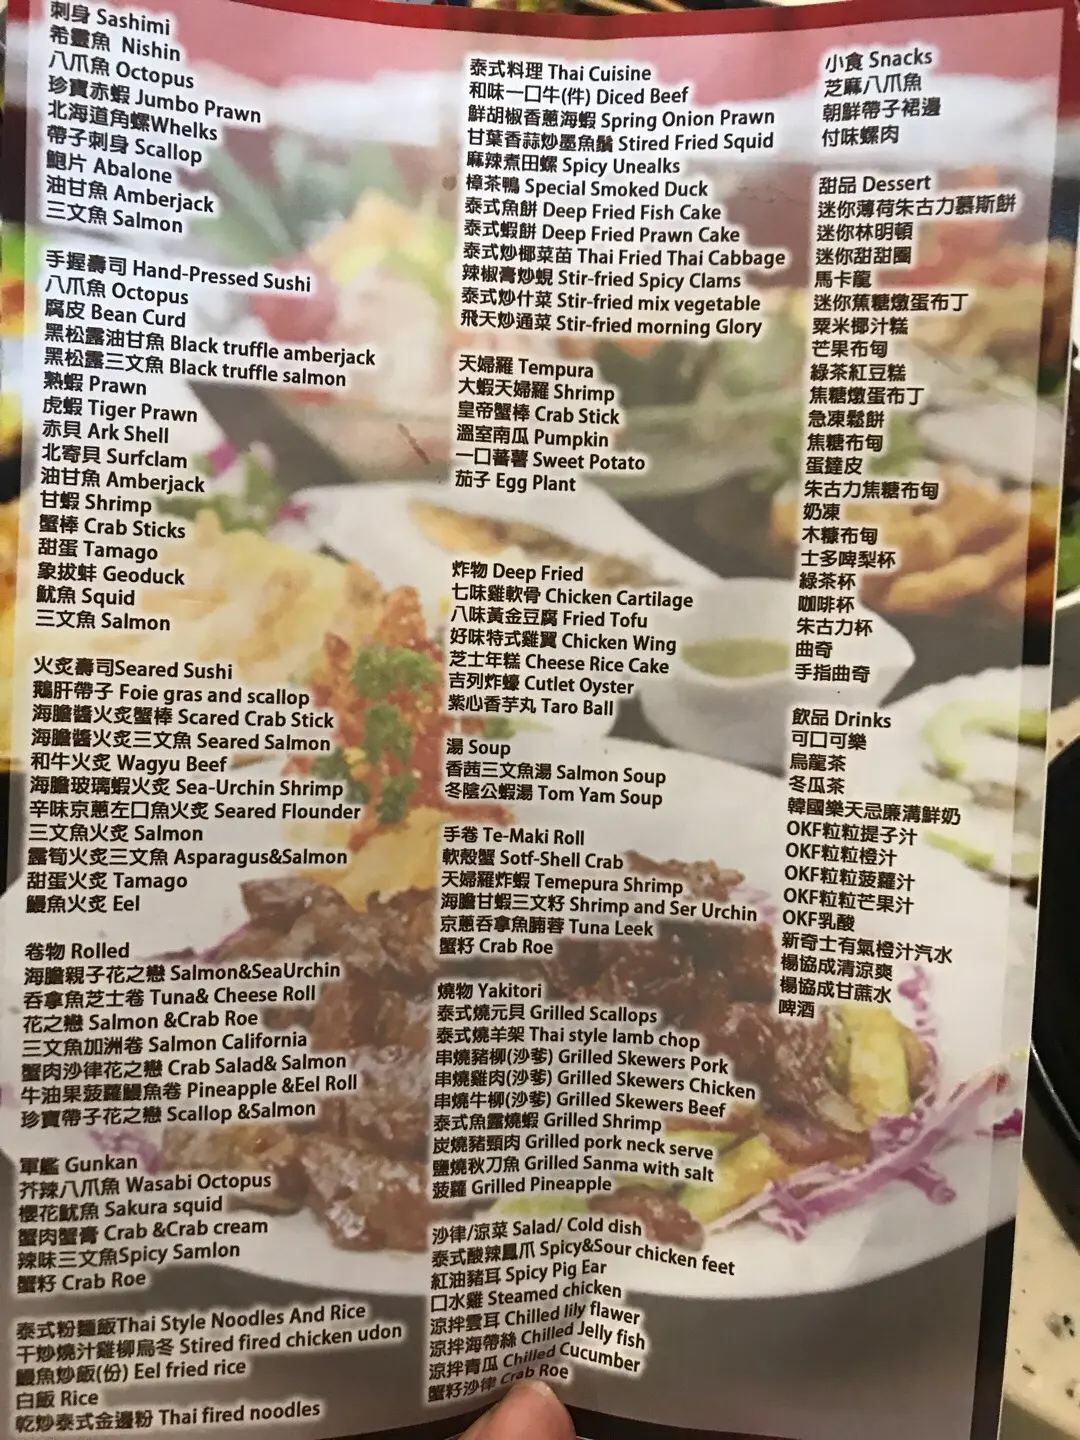 刺身 Sashimi
希靈魚 Nishin
八爪魚 Octopus
珍寶赤蝦 Jumbo Prawn
北海道角螺Whelks
帶子刺身 Scallop
鮑片 Abalone
油甘魚 Amberjack
三文魚 Salmon
手握壽司 Hand-Pressed Sushi
八爪魚 Octopus
腐皮 Bean Curd
黑松露油甘魚 Black truffle amberjack
黑松露三文魚 Black truffle salmon
熟蝦 Prawn
虎蝦 Tiger Prawn
赤貝 Ark Shell
北寄貝 Surfclam
油甘魚 Amberjack
甘蝦 Shrimp
蟹棒 Crab Sticks
甜蛋 Tamago
象拔蚌 Geoduck
魷魚 Squid
三文魚 Salmon
火炙壽司Seared Sushi
鵝肝帶子 Foie gras and scallop
海膽醬火炙蟹棒 Scared Crab Stick
海膽醬火炙三文魚 Seared Salmon
和牛火炙 Wagyu Beef
海膽玻璃蝦火炙 Sea-Urchin Shrimp
辛味京蔥左口魚火炙 Seared Flounder
三文魚火炙 Salmon
露筍火炙三文魚 Asparagus&Salmon
甜蛋火炙 Tamago
鰻魚火炙 Eel
卷物 Rolled
海膽親子花之戀 Salmon&SeaUrchin
吞拿魚芝士卷 Tuna& Cheese Roll
花之戀 Salmon &Crab Roe
三文魚加洲卷 Salmon California
蟹肉沙律花之戀 Crab Salad& Salmon
牛油果菠蘿鰻魚卷 Pineapple &Eel Roll
珍寶帶子花之戀 Scallop &Salmon
軍艦 Gunkan
芥辣八爪魚 Wasabi Octopus
櫻花魷魚 Sakura squid
蟹肉蟹膏 Crab &Crab cream
辣味三文魚Spicy Samlon
蟹籽 Crab Roe
泰式粉麵飯Thai Style Noodles And Rice
干炒燒汁雞柳烏冬 Stired fired chicken udon
鰻魚炒飯(份) Eel fried rice
白飯 Rice
乾炒泰式金邊粉 Thai fired noodles
泰式料理 Thai Cuisine
和味一口牛(件) Diced Beef
鮮胡椒香蔥海蝦 Spring Onion Prawn
甘葉香蒜炒墨魚鬚 Stired Fried Squid
麻辣煮田螺 Spicy Unealks
樟茶鴨 Special Smoked Duck
泰式魚餅 Deep Fried Fish Cake
泰式蝦餅 Deep Fried Prawn Cake
泰式炒椰菜苗 Thai Fried Thai Cabbage
辣椒膏炒蜆 Stir-fried Spicy Clams
泰式炒什菜 Stir-fried mix vegetable
飛天炒通菜 Stir-fried morning Glory
天婦羅 Tempura
大蝦天婦羅 Shrimp
皇帝蟹棒 Crab Stick
溫室南瓜 Pumpkin
一口蕃薯 Sweet Potato
茄子 Egg Plant
炸物 Deep Fried
七味雞軟骨 Chicken Cartilage
八味黃金豆腐 Fried Tofu
好味特式雞翼 Chicken Wing
芝士年糕 Cheese Rice Cake
吉列炸蠔 Cutlet Oyster
紫心香芋丸 Taro Ball
湯 Soup
香茜三文魚湯 Salmon Soup
冬陰公蝦湯 Tom Yam Soup
手卷 Te-Maki Roll
軟殼蟹 Sotf-Shell Crab
天婦羅炸蝦 Temepura Shrimp
海膽甘蝦三文籽 Shrimp and Ser Urchin
京蔥吞拿魚腩蓉 Tuna Leek
蟹籽 Crab Roe
燒物 Yakitori
泰式燒元貝 Grilled Scallops
泰式燒羊架 Thai style lamb chop
串燒豬柳(沙爹) Grilled Skewers Pork
串燒雞肉(沙爹) Grilled Skewers Chicken
串燒牛柳(沙爹) Grilled Skewers Beef
泰式魚露燒蝦 Grilled Shrimp
炭燒豬頸肉 Grilled pork neck serve
鹽燒秋刀魚 Grilled Sanma with salt
菠蘿 Grilled Pineapple
沙律/涼菜 Salad/ Cold dish
泰式酸辣鳳爪 Spicy&Sour chicken feet
紅油豬耳 Spicy Pig Ear
口水雞 Steamed chicken
涼拌雲耳 Chilled lily flawer
涼拌海帶絲 Chilled Jelly fish
涼拌青瓜 Chilled Cucumber
蟹籽沙律 Crab Roe
小食 Snacks
芝麻八爪魚
朝鮮帶子裙邊
付味螺肉
甜品 Dessert
迷你薄荷朱古力慕斯餅
迷你林明頓
迷你甜甜圈
馬卡龍
迷你蕉糖燉蛋布丁
粟米椰汁糕
芒果布甸
綠茶紅豆糕
焦糖燉蛋布丁
急凍鬆餅
焦糖布甸
蛋撻皮
朱古力焦糖布甸
奶凍
木糠布甸
士多啤梨杯
綠茶杯
咖啡杯
朱古力杯
曲奇
手指曲奇
飲品 Drinks
可口可樂
烏龍茶
冬瓜茶
韓國樂天忌廉溝鮮奶
OKF粒粒提子汁
OKF粒粒橙汁
OKF粒粒菠蘿汁
OKF粒粒芒果汁
OKF乳酸
新奇士有氣橙汁汽水
楊協成清涼爽
楊協成甘蔗水
啤酒